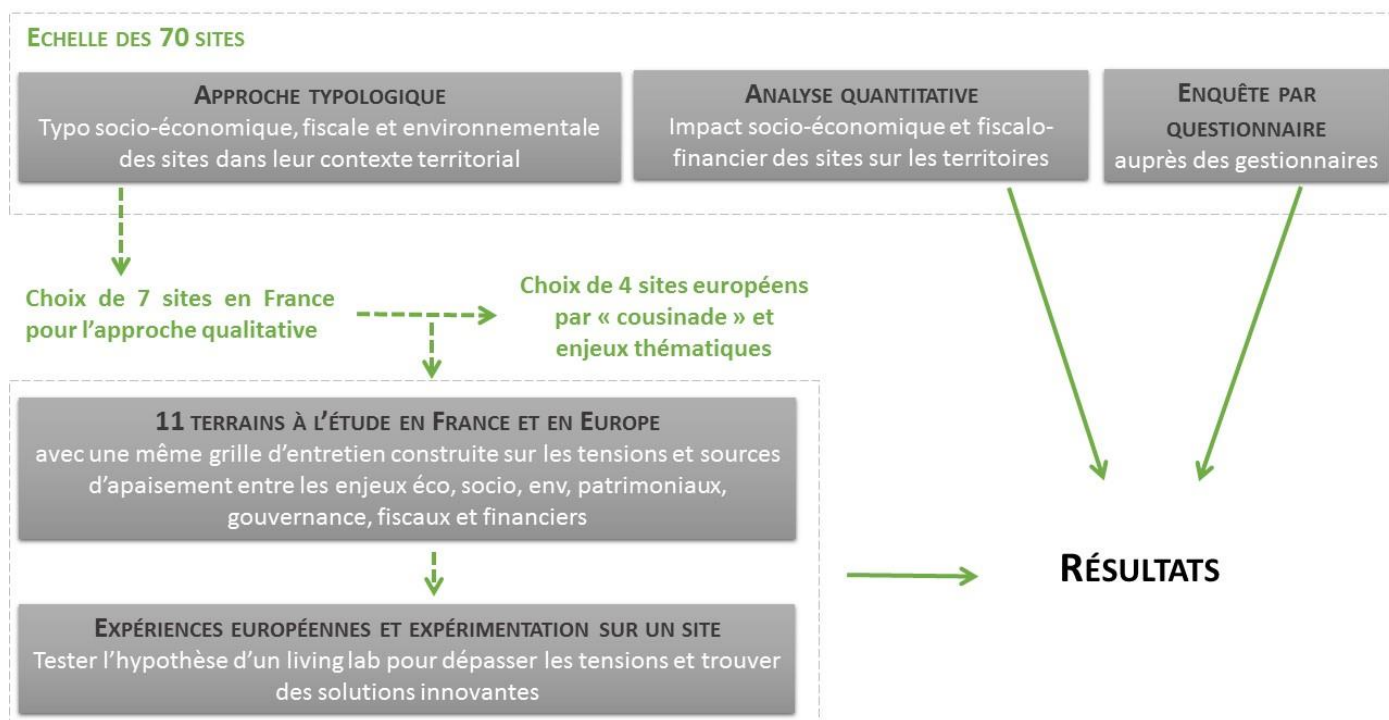 ECHELLE DES 70 SITES
APPROCHE TYPOLOGIQUE
Typo socio-économique, fiscale et environnementale
des sites dans leur contexte territorial
ANALYSE QUANTITATIVE
Impact socio-économique et fiscalo-
financier des sites sur les territoires
ENQUÊTE PAR
QUESTIONNAIRE
auprès des gestionnaires
Choix de 7 sites en France
pour l’approche qualitative
Choix de 4 sites européens
par « cousinade » et
enjeux thématiques
11 TERRAINS À L’ÉTUDE EN FRANCE ET EN EUROPE
avec une même grille d’entretien construite sur les tensions et sources
d’apaisement entre les enjeux éco, socio, env, patrimoniaux,
gouvernance, fiscaux et financiers
EXPÉRIENCES EUROPÉENNES ET EXPÉRIMENTATION SUR UN SITE
Tester l’hypothèse d’un living lab pour dépasser les tensions et trouver
des solutions innovantes
RÉSULTATS